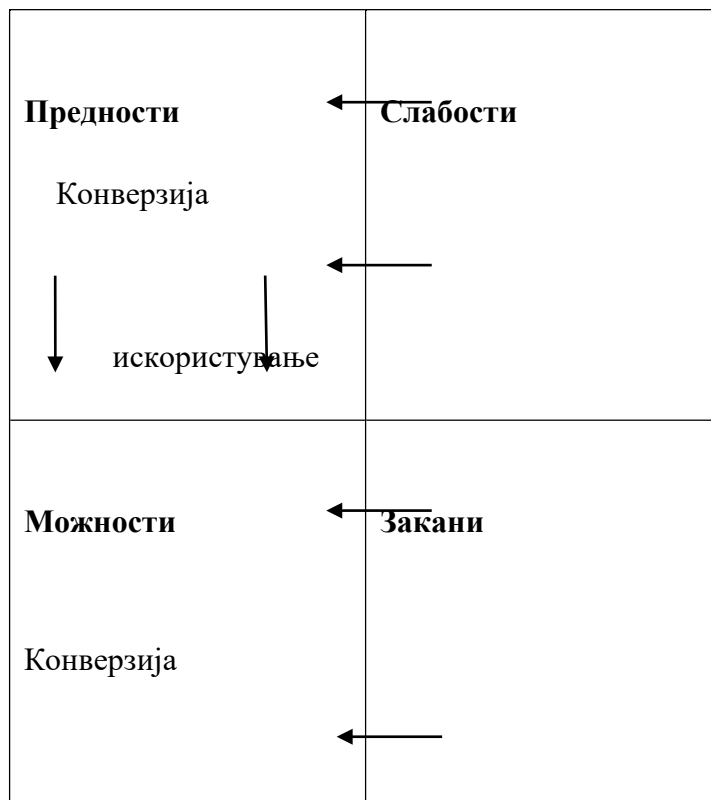 Предности Слабости
Конверзија
искористување
Можности Закани
Конверзија